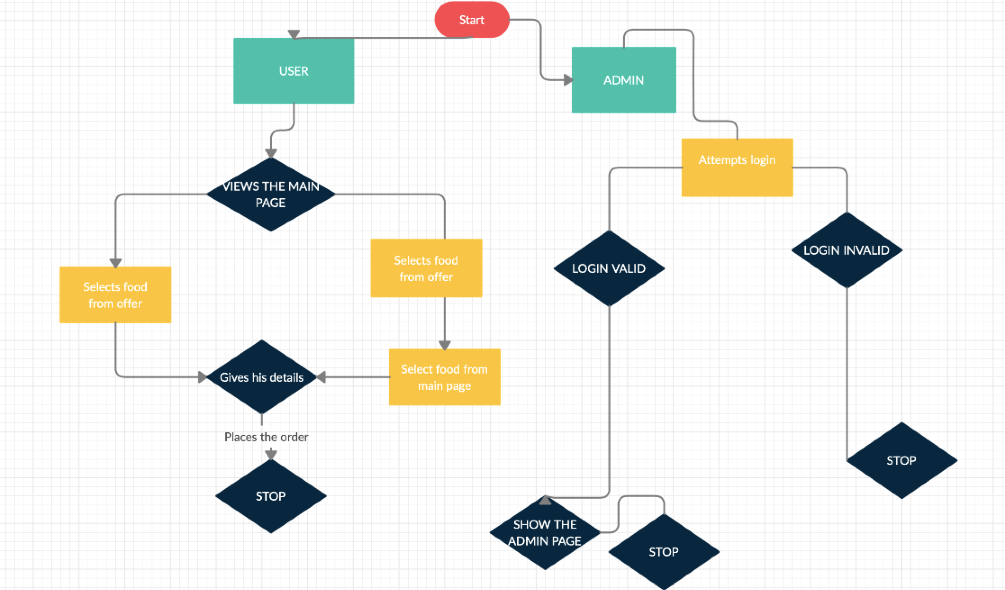 Start
USER
ADMIN
Attempts login
VIEWS THE MAIN
PAGE
LOGIN INVALID
Selects food
from offer
LOGIN VALID
Selects food
from offer
Gives his details
Select food from
main page
Places the order
STOP
STOP
SHOW THE
ADMIN PAGE
STOP